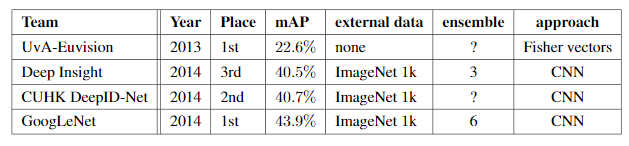 Team Year Place mAP external data ensemble approach
UvA-Euvision 2013 1st 22.6% none ? Fisher vectors
Deep Insight 2014 3rd 40.5% ImageNet 1k 3 CNN
CUHK DeepID-Net 2014 2nd 40.7% ImageNet 1k ? CNN
GoogLeNet 2014 1st 43.9% ImageNet 1k 6 CNN